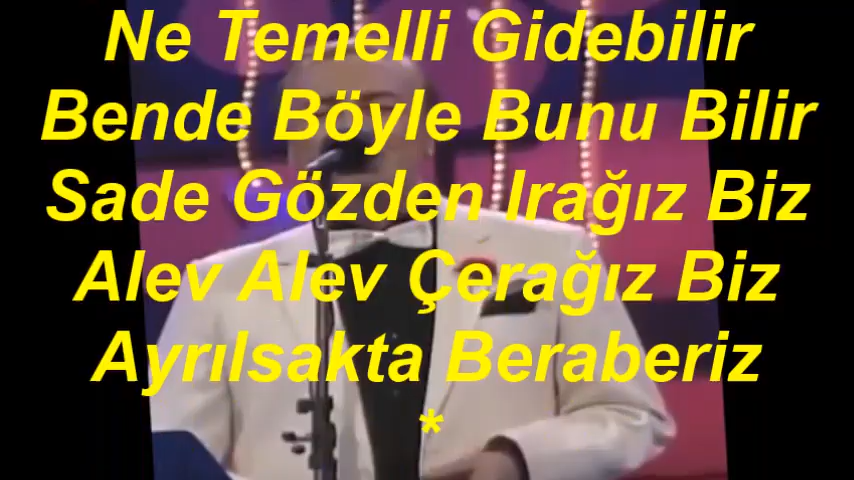 Ne Temelli Gidebilir
Bende Böyle Bunu Bilir
Sade Gözden Irağız Biz
Alev Alev Çerağız Biz
Ayrılsakta Beraberiz
*